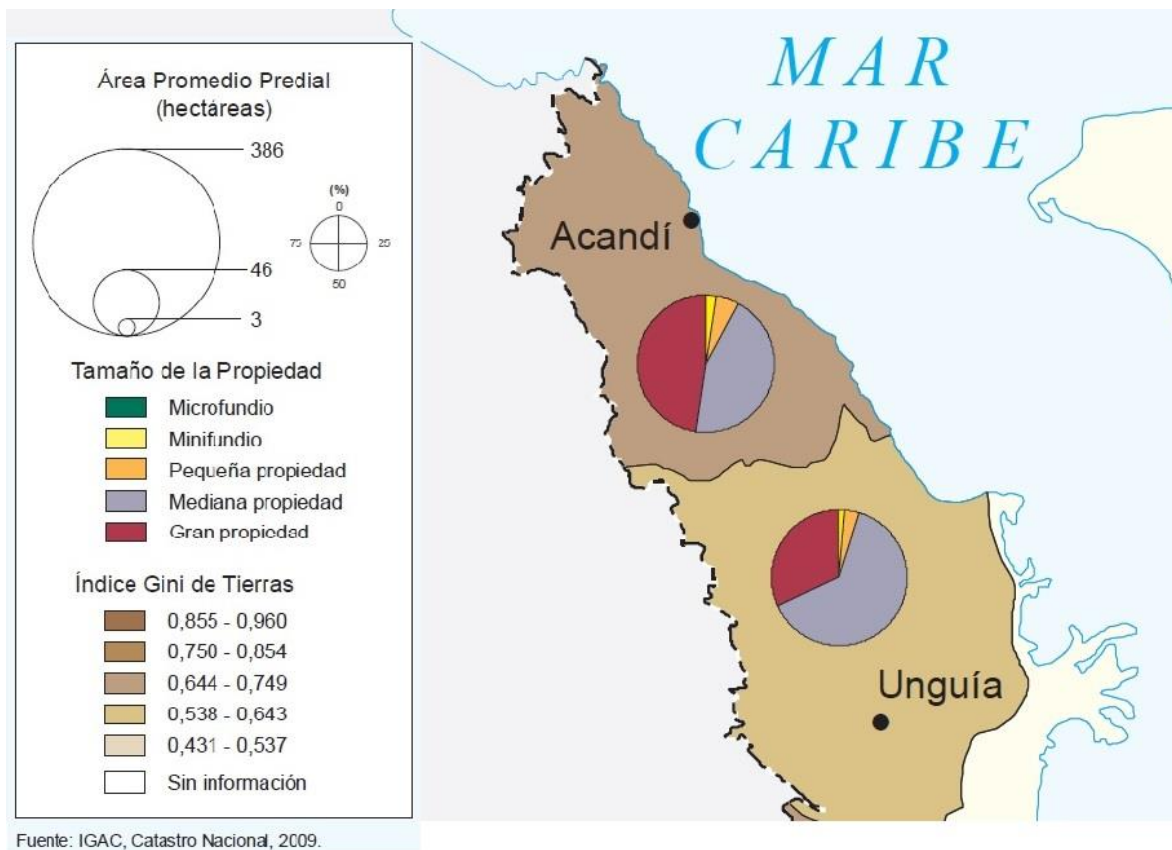 Área Promedio Predial
(hectáreas)
386
46
3
(%)
0
75
25
50
Tamaño de la Propiedad
Microfundio
Minifundio
Pequeña propiedad
Mediana propiedad
Gran propiedad
Índice Gini de Tierras
0,855 - 0,960
0,750 - 0,854
0,644 - 0,749
0,538 - 0,643
0,431 - 0,537
Sin información
Fuente: IGAC, Catastro Nacional, 2009.
MAR
CARIBE
Acandí
Unguía